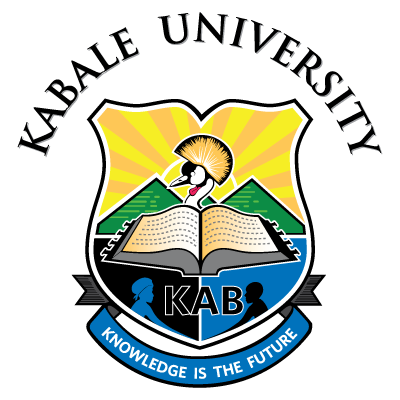 KABALE UNIVERSITY
KAB
KNOWLEDGE IS THE FUTURE